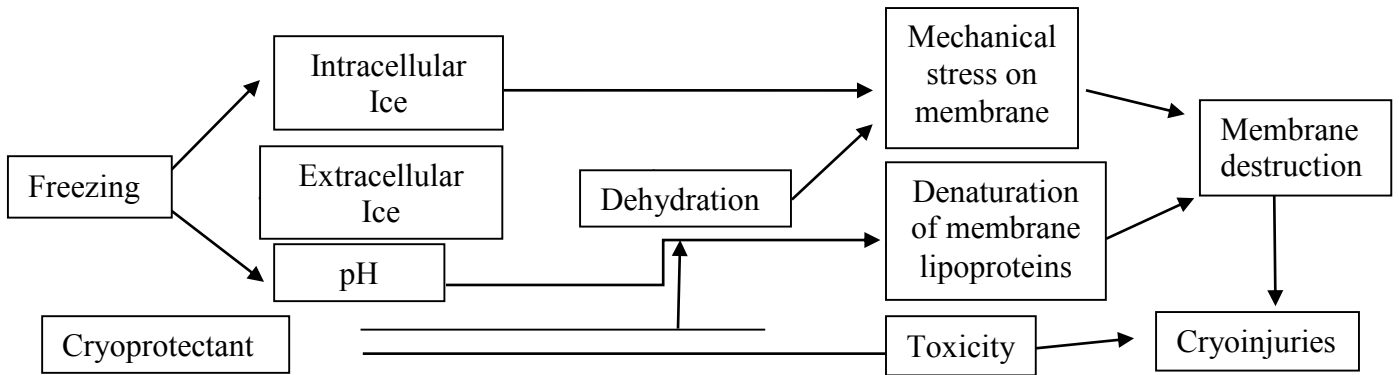 Intracellular
Ice
Mechanical
stress on
membrane
Membrane
destruction
Freezing
Extracellular
Ice
Dehydration
Denaturation
of membrane
lipoproteins
pH
Cryoprotectant
Toxicity
Cryoinjuries